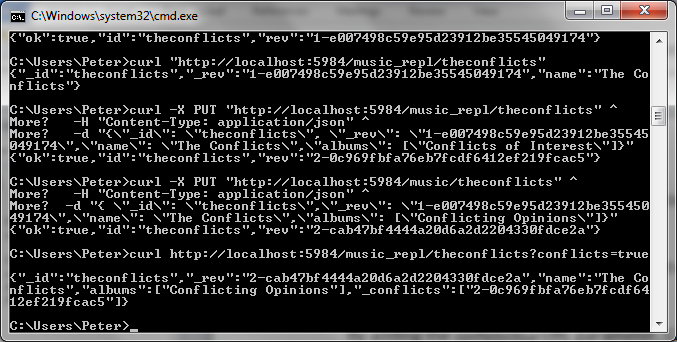 C:\Windows\system32\cmd.exe
{"ok":true,"id":"theconflicts","rev":"1-e007498c59e95d23912be35545049174"}
C:\Users\Peter>curl "http://localhost:5984/music_repl/theconflicts"
{"_id":"theconflicts","_rev":"1-e007498c59e95d23912be35545049174","name":"The Co
nflicts"}
C:\Users\Peter>curl -X PUT "http://localhost:5984/music_repl/theconflicts" ^
More?   -H "Content-Type: application/json" ^
More?   -d "{\"_id\": \"theconflicts\", \"_rev\": \"1-e007498c59e95d23912be35545
049174\",\"name\": \"The Conflicts\",\"albums\": [\"Conflicts of Interest\"]}"
{"ok":true,"id":"theconflicts","rev":"2-0c969fbfa76eb7fcdf6412ef219fcac5"}
C:\Users\Peter>curl -X PUT "http://localhost:5984/music/theconflicts" ^
More?   -H "Content-Type: application/json" ^
More?  -d "{ \"_id\": \"theconflicts\",\"_rev\": \"1-e007498c59e95d23912be355450
49174\",\"name\": \"The Conflicts\",\"albums\": [\"Conflicting Opinions\"]}"
{"ok":true,"id":"theconflicts","rev":"2-cab47bf4444a20d6a2d2204330fdce2a"}
C:\Users\Peter>curl http://localhost:5984/music_repl/theconflicts?conflicts=true
{"_id":"theconflicts","_rev":"2-cab47bf4444a20d6a2d2204330fdce2a","name":"The Co
nflicts","albums":["Conflicting Opinions"],"_conflicts":["2-0c969fbfa76eb7fcdf64
12ef219fcac5"]}
C:\Users\Peter>_